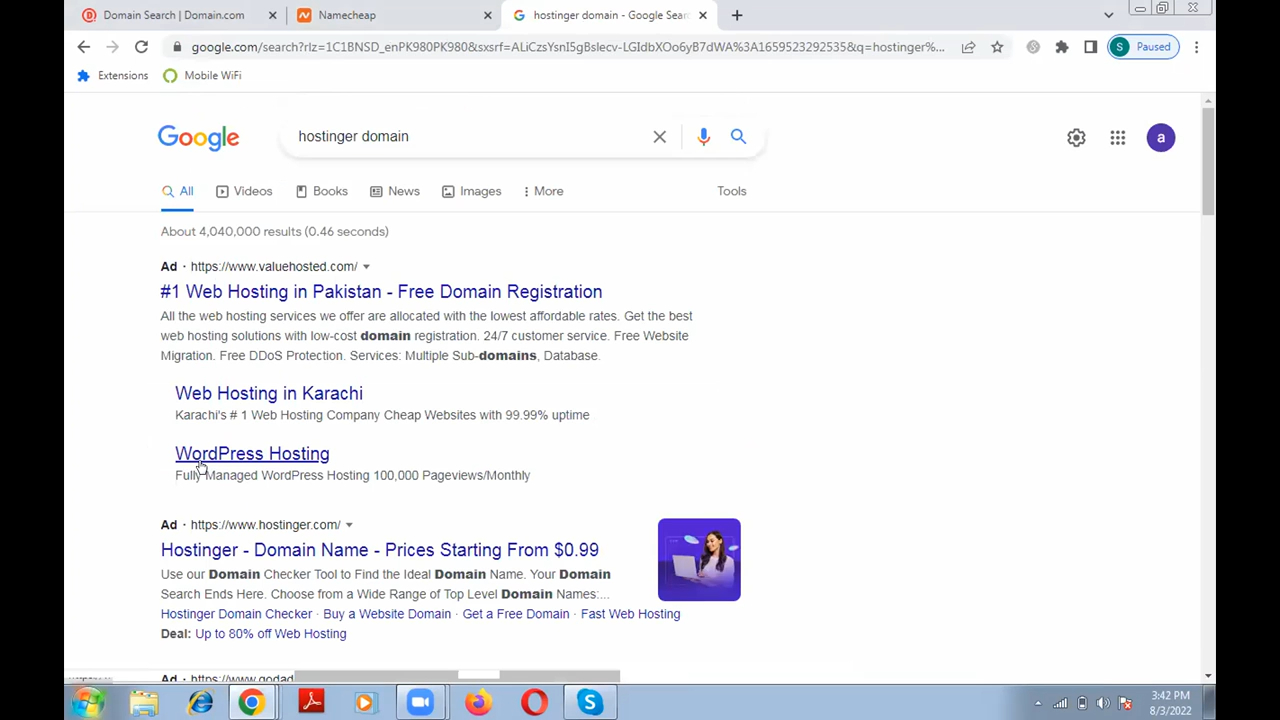 Domain Search | Domain.com
Namecheap
hostinger domain - Google Sear
google.com/search?rlz=1C1BNSD_enPK980PK980&sxsrf=ALiCzsYsnI5gBslecv-LGIdbXOo6yB7dWA%3A1659523292535&q=hostinger%...
S Paused
Extensions
Mobile WiFi
Google
hostinger domain
a
All
Videos
Books
News
Images
More
Tools
About 4,040,000 results (0.46 seconds)
Ad · https://www.valuehosted.com/
#1 Web Hosting in Pakistan - Free Domain Registration
All the web hosting services we offer are allocated with the lowest affordable rates. Get the best
web hosting solutions with low-cost domain registration. 24/7 customer service. Free Website
Migration. Free DDoS Protection. Services: Multiple Sub-domains, Database.
Web Hosting in Karachi
Karachi's # 1 Web Hosting Company Cheap Websites with 99.99% uptime
WordPress Hosting
Fully Managed WordPress Hosting 100,000 Pageviews/Monthly
Ad · https://www.hostinger.com/
Hostinger - Domain Name - Prices Starting From $0.99
Use our Domain Checker Tool to Find the Ideal Domain Name. Your Domain
Search Ends Here. Choose from a Wide Range of Top Level Domain Names:...
Hostinger Domain Checker · Buy a Website Domain · Get a Free Domain · Fast Web Hosting
Deal: Up to 80% off Web Hosting
Ad · https://www.godad
3:42 PM
8/3/2022